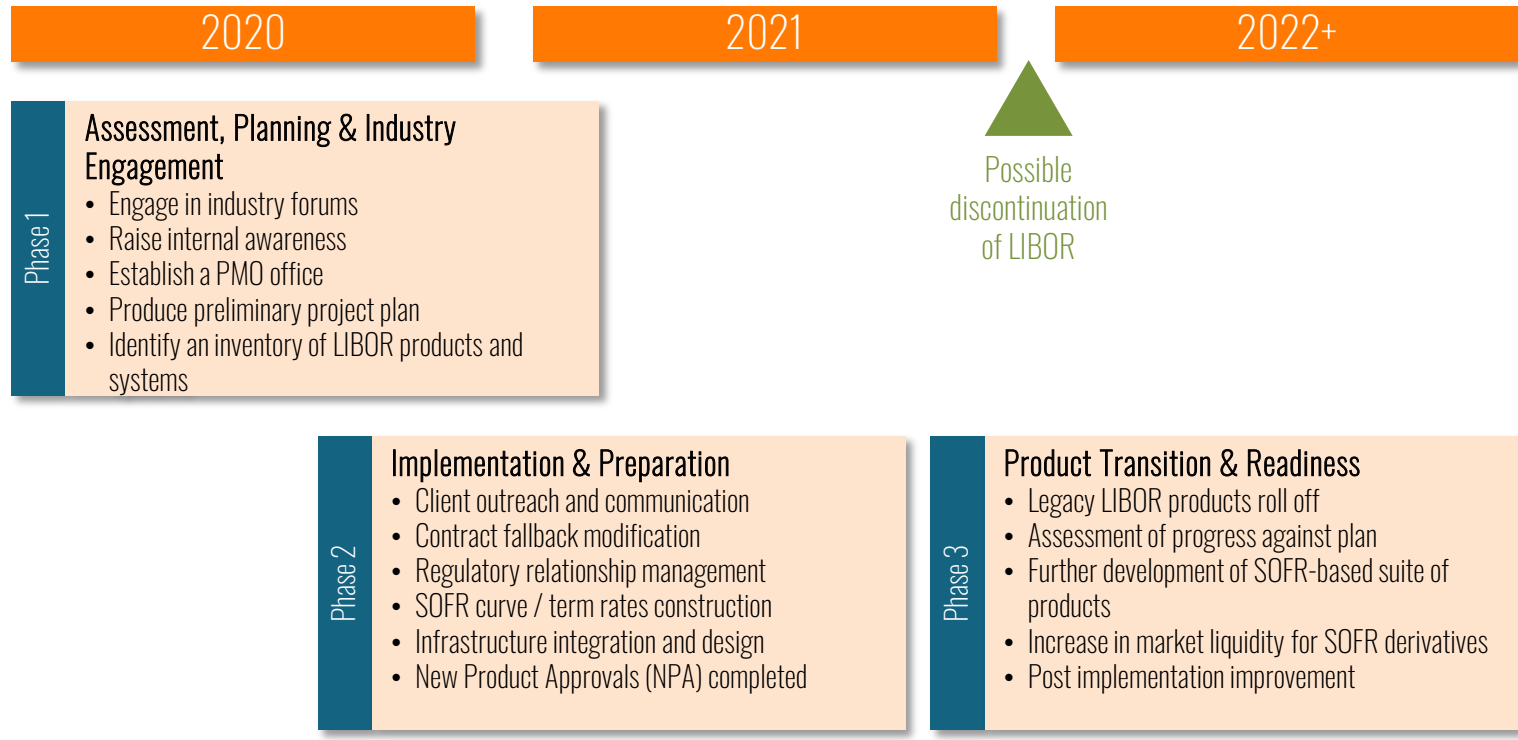 2020
2021
2022+
Possible
discontinuation
of LIBOR
Phase 1
Assessment, Planning & Industry
Engagement
• Engage in industry forums
• Raise internal awareness
• Establish a PMO office
• Produce preliminary project plan
• Identify an inventory of LIBOR products and
systems
Phase 2
Implementation & Preparation
• Client outreach and communication
• Contract fallback modification
• Regulatory relationship management
• SOFR curve / term rates construction
• Infrastructure integration and design
• New Product Approvals (NPA) completed
Phase 3
Product Transition & Readiness
• Legacy LIBOR products roll off
• Assessment of progress against plan
• Further development of SOFR-based suite of
products
• Increase in market liquidity for SOFR derivatives
• Post implementation improvement